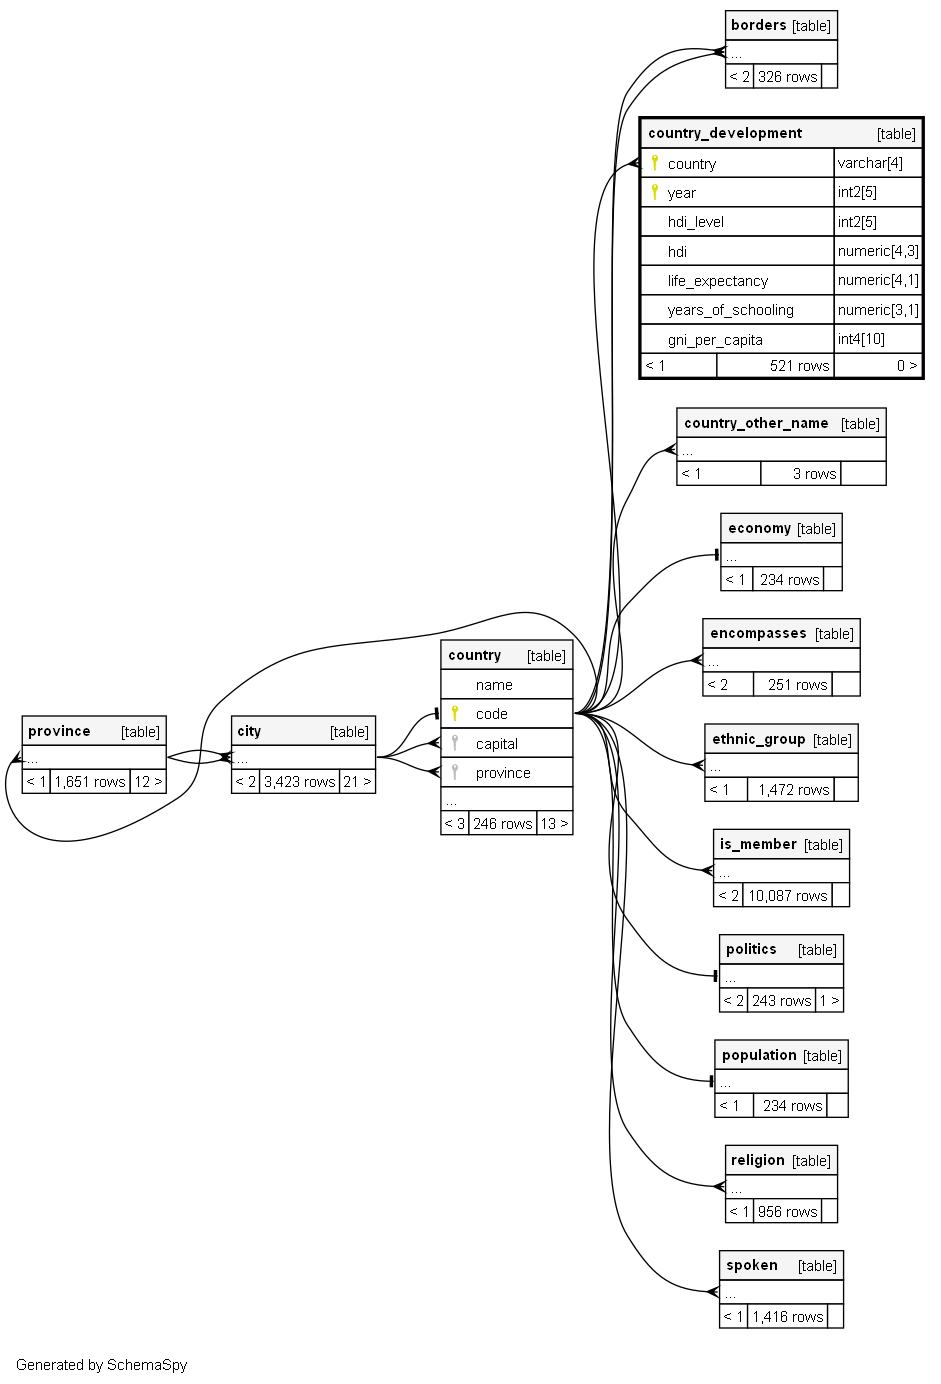 borders [table]
...
< 2 326 rows
country_development [table]
country varchar[4]
year int2[5]
hdi_level int2[5]
hdi numeric[4,3]
life_expectancy numeric[4,1]
years_of_schooling numeric[3,1]
gni_per_capita int4[10]
< 1 521 rows 0 >
country_other_name [table]
...
< 1 3 rows
economy [table]
...
< 1 234 rows
encompasses [table]
...
< 2 251 rows
province [table]
...
< 1 1,651 rows 12 >
city [table]
...
< 2 3,423 rows 21 >
country [table]
name
code
capital
province
...
< 3 246 rows 13 >
ethnic_group [table]
...
< 1 1,472 rows
is_member [table]
...
< 2 10,087 rows
politics [table]
...
< 2 243 rows 1 >
population [table]
...
< 1 234 rows
religion [table]
...
< 1 956 rows
spoken [table]
...
< 1 1,416 rows
Generated by SchemaSpy